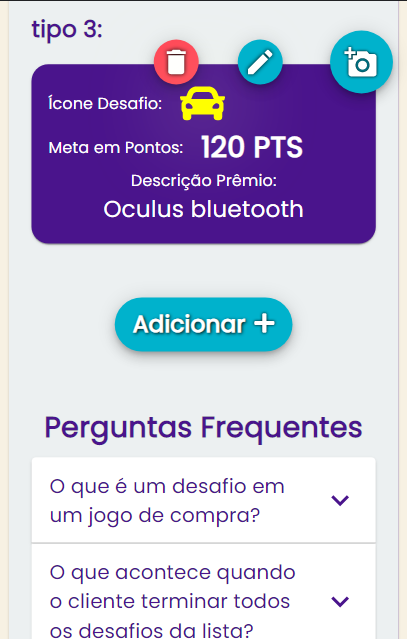 tipo 3:
Ícone Desafio:
Meta em Pontos: 120 PTS
Descrição Prêmio:
Oculus bluetooth
Adicionar +
Perguntas Frequentes
O que é um desafio em
um jogo de compra?
O que acontece quando
o cliente terminar todos
os desafios da lista?